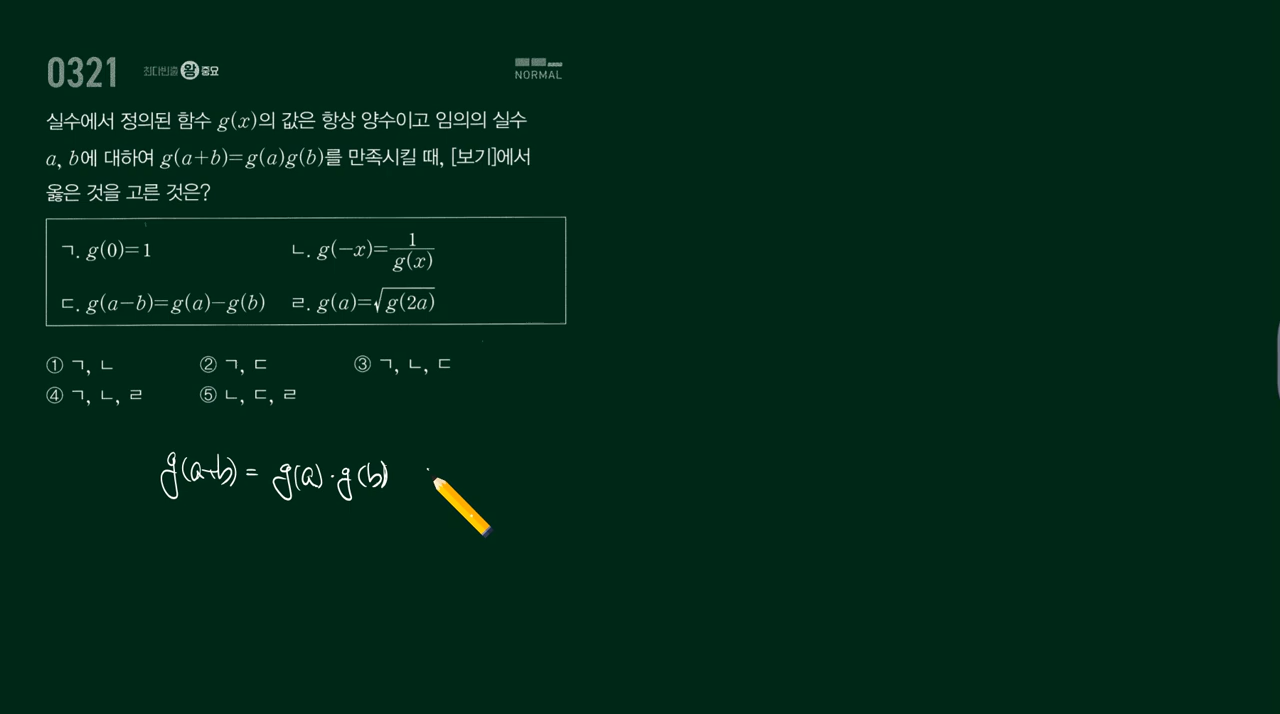 0321 최다빈출 왕 중요 NORMAL
실수에서 정의된 함수 g(x)의 값은 항상 양수이고 임의의 실수
a, b에 대하여 g(a+b)=g(a)g(b)를 만족시킬 때, [보기]에서
옳은 것을 고른 것은?
ㄱ. g(0)=1 ㄴ. g(−x)=1/g(x)
ㄷ. g(a−b)=g(a)−g(b) ㄹ. g(a)=√g(2a)
① ㄱ, ㄴ ② ㄱ, ㄷ ③ ㄱ, ㄴ, ㄷ
④ ㄱ, ㄴ, ㄹ ⑤ ㄴ, ㄷ, ㄹ
g(a+b) = g(a)·g(b)